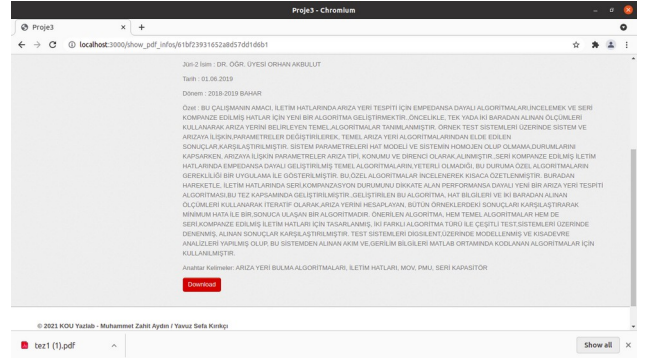 Proje3 - Chromium
Proje3
localhost:3000/show_pdf_infos/61bf23931652a8d57dd1d6b1
Jüri-2 İsim : DR. ÖĞR. ÜYESİ ORHAN AKBULUT
Tarih : 01.06.2019
Dönem : 2018-2019 BAHAR
Özet : BU ÇALIŞMANIN AMACI, İLETİM HATLARINDA ARIZA YERİ TESPİTİ İÇİN EMPEDANSA DAYALI ALGORİTMALARI,İNCELEMEK VE SERİ
KOMPANZE EDİLMİŞ HATLAR İÇİN YENİ BİR ALGORİTMA GELİŞTİRMEKTİR.,ÖNCELİKLE, TEK YADA İKİ BARADAN ALINAN ÖLÇÜMLERİ
KULLANARAK ARIZA YERİNİ BELİRLEYEN TEMEL,ALGORİTMALAR TANIMLANMIŞTIR. ÖRNEK TEST SİSTEMLERİ ÜZERİNDE SİSTEM VE
ARIZAYA İLİŞKİN,PARAMETRELER DEĞİŞTİRİLEREK, TEMEL ARIZA YERİ ALGORİTMALARINDAN ELDE EDİLEN
SONUÇLAR,KARŞILAŞTIRILMIŞTIR. SİSTEM PARAMETRELERİ HAT MODELİ VE SİSTEMİN HOMOJEN OLUP OLMAMA,DURUMLARINI
KAPSARKEN, ARIZAYA İLİŞKİN PARAMETRELER ARIZA TİPİ, KONUMU VE DİRENCİ OLARAK,ALINMIŞTIR.,SERİ KOMPANZE EDİLMİŞ İLETİM
HATLARINDA EMPEDANSA DAYALI GELİŞTİRİLMİŞ TEMEL,ALGORİTMALARIN,YETERLİ OLMADIĞI, BU DURUMA ÖZEL ALGORİTMALARIN
GEREKLİLİĞİ BİR UYGULAMA İLE GÖSTERİLMİŞTİR. BU,ÖZEL ALGORİTMALAR İNCELENEREK KISACA ÖZETLENMİŞTİR. BURADAN
HAREKETLE, İLETİM HATLARINDA SERİ,KOMPANZASYON DURUMUNU DİKKATE ALAN PERFORMANSA DAYALI YENİ BİR ARIZA YERİ TESPİTİ
ALGORİTMASI,BU TEZ KAPSAMINDA GELİŞTİRİLMİŞTİR.,GELİŞTİRİLEN BU ALGORİTMA, HAT BİLGİLERİ VE İKİ BARADAN ALINAN
ÖLÇÜMLERİ KULLANARAK İTERATİF OLARAK,ARIZA YERİNİ HESAPLAYAN, BÜTÜN ÖRNEKLERDEKİ SONUÇLARI KARŞILAŞTIRARAK
MİNİMUM HATA İLE BİR,SONUCA ULAŞAN BİR ALGORİTMADIR. ÖNERİLEN ALGORİTMA, HEM TEMEL ALGORİTMALAR HEM DE
SERİ,KOMPANZE EDİLMİŞ İLETİM HATLARI İÇİN TASARLANMIŞ, İKİ FARKLI ALGORİTMA TÜRÜ İLE ÇEŞİTLİ TEST,SİSTEMLERİ ÜZERİNDE
DENENMİŞ, ALINAN SONUÇLAR KARŞILAŞTIRILMIŞTIR. TEST SİSTEMLERİ DIGSILENT,ÜZERİNDE MODELLENMİŞ VE KISADEVRE
ANALİZLERİ YAPILMIŞ OLUP, BU SİSTEMDEN ALINAN AKIM VE,GERİLİM BİLGİLERİ MATLAB ORTAMINDA KODLANAN ALGORİTMALAR İÇİN
KULLANILMIŞTIR.
Anahtar Kelimeler: ARIZA YERİ BULMA ALGORİTMALARI, İLETİM HATLARI, MOV, PMU, SERİ KAPASİTÖR
Download
© 2021 KOU Yazlab - Muhammet Zahit Aydın / Yavuz Sefa Kırıkçı
tez1 (1).pdf
Show all